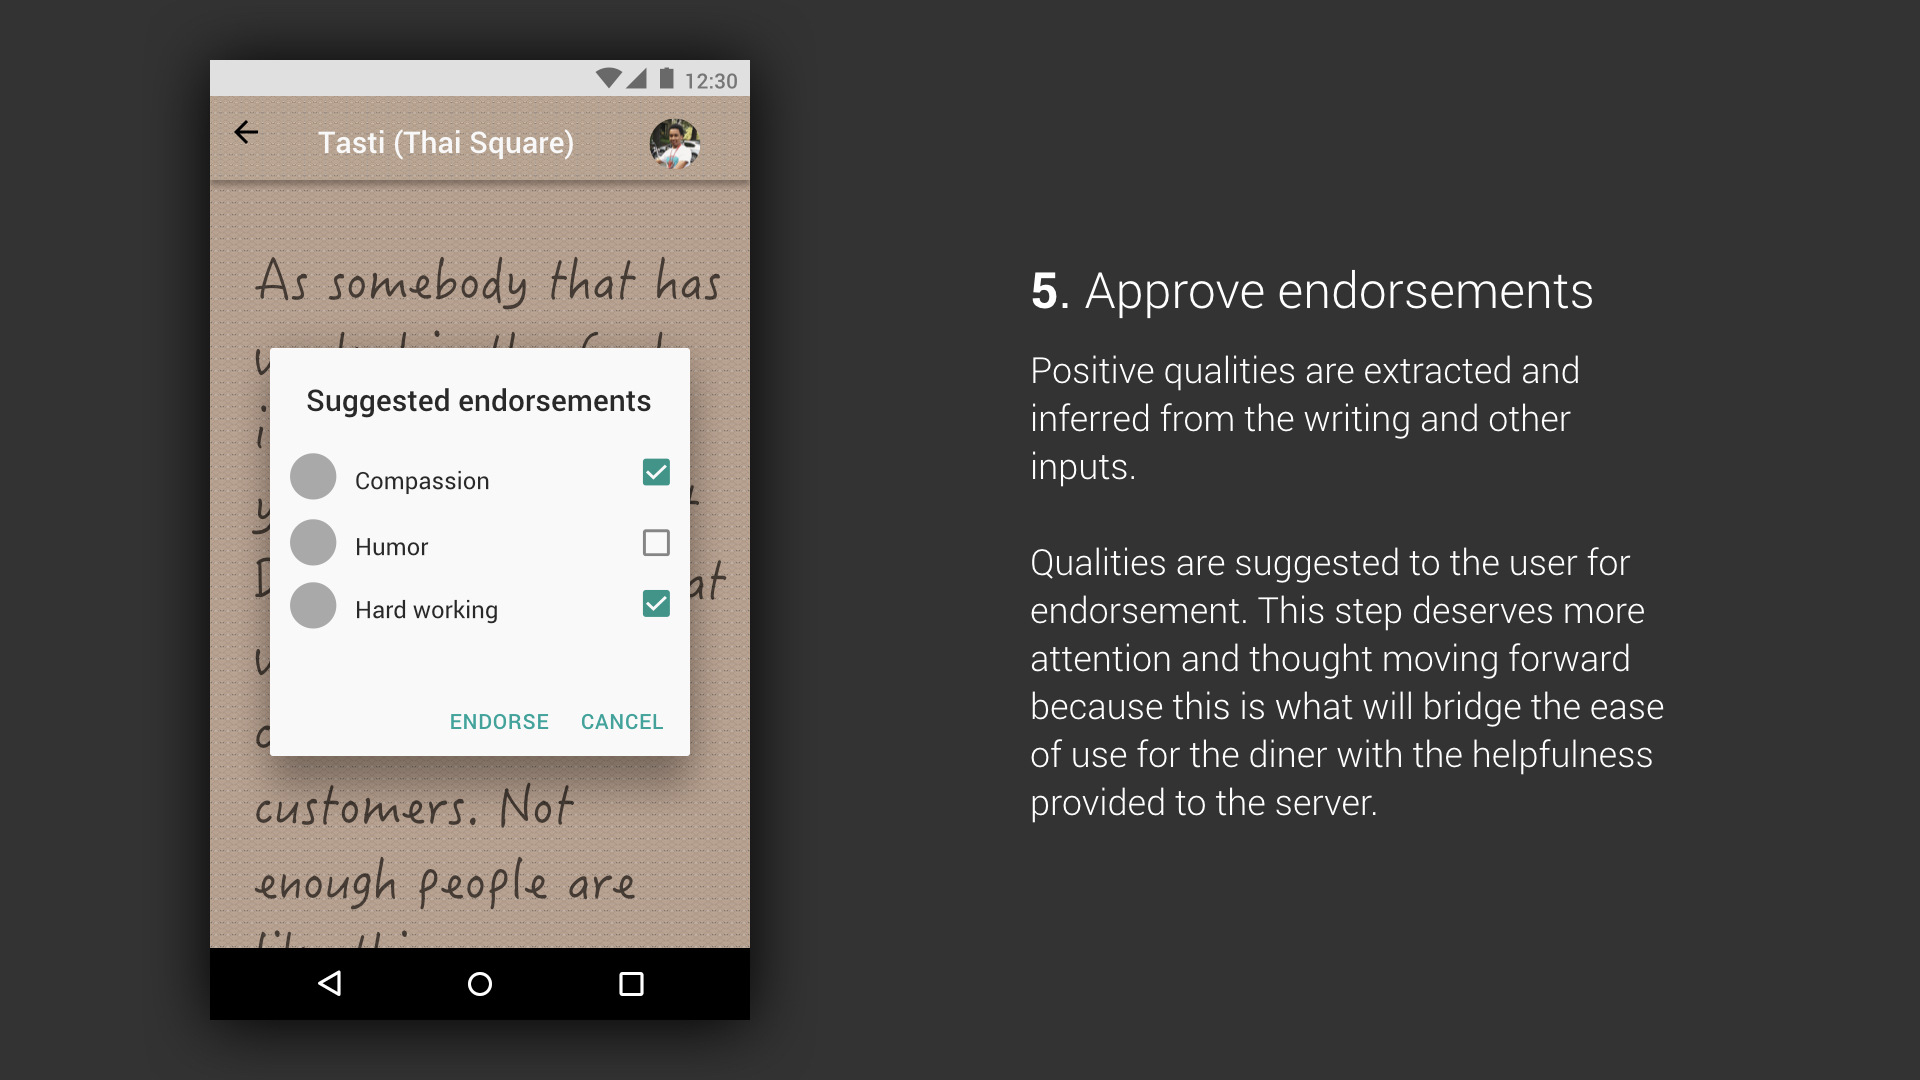 12:30
Tasti (Thai Square)
As somebody that has
Suggested endorsements
Compassion
Humor
Hard working
at
ENDORSE CANCEL
customers. Not
enough people are
5. Approve endorsements
Positive qualities are extracted and
inferred from the writing and other
inputs.
Qualities are suggested to the user for
endorsement. This step deserves more
attention and thought moving forward
because this is what will bridge the ease
of use for the diner with the helpfulness
provided to the server.